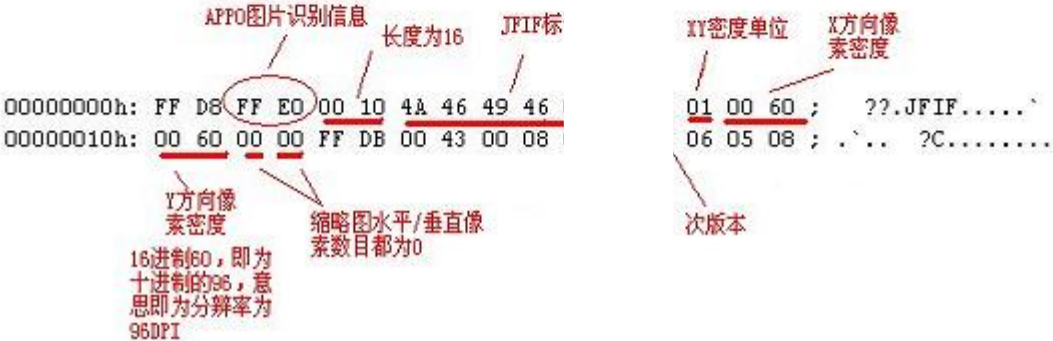 APP0图片识别信息
长度为16
JFIF标
XY密度单位
X方向像
素密度
00000000h: FF D8 FF E0 00 10 4A 46 49 46
01 00 60 ; ??.JFIF.....`
00000010h: 00 60 00 00 FF DB 00 43 00 08
06 05 08 ; .`.. ?C........
Y方向像
素密度
缩略图水平/垂直像
素数目都为0
次版本
16进制60，即为
十进制的96，意
思即为分辨率为
96DPI